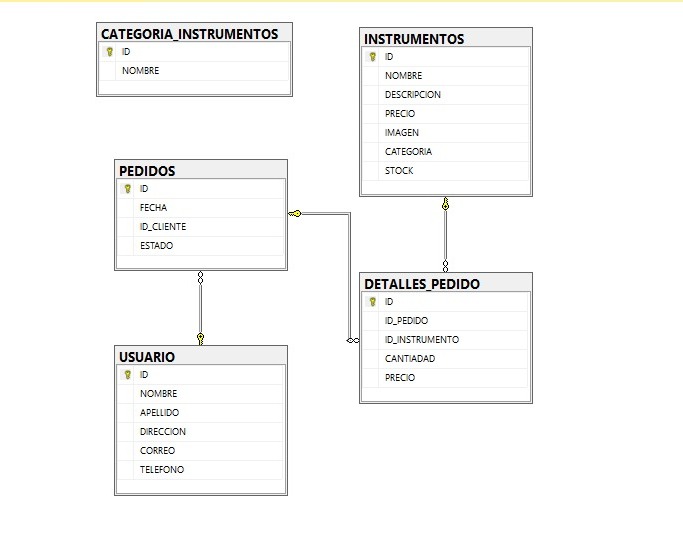 CATEGORIA_INSTRUMENTOS
ID
NOMBRE
INSTRUMENTOS
ID
NOMBRE
DESCRIPCION
PRECIO
IMAGEN
CATEGORIA
STOCK
PEDIDOS
ID
FECHA
ID_CLIENTE
ESTADO
DETALLES_PEDIDO
ID
ID_PEDIDO
ID_INSTRUMENTO
CANTIADAD
PRECIO
USUARIO
ID
NOMBRE
APELLIDO
DIRECCION
CORREO
TELEFONO